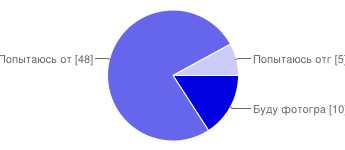 Попытаюсь от [48]
Попытаюсь отг [5]
Буду фотогра [10]